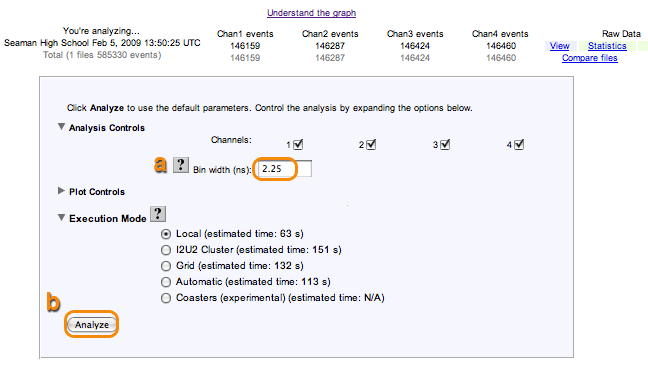 Understand the graph
You're analyzing... Chan1 events Chan2 events Chan3 events Chan4 events Raw Data
Seaman High School Feb 5, 2009 13:50:25 UTC 146159 146287 146424 146460 View Statistics
Total (1 files 585330 events) 146159 146287 146424 146460 Compare files
Click Analyze to use the default parameters. Control the analysis by expanding the options below.
Analysis Controls
Channels: 1 2 3 4
a ? Bin width (ns): 2.25
Plot Controls
Execution Mode ?
Local (estimated time: 63 s)
I2U2 Cluster (estimated time: 151 s)
Grid (estimated time: 132 s)
Automatic (estimated time: 113 s)
Coasters (experimental) (estimated time: N/A)
b
Analyze